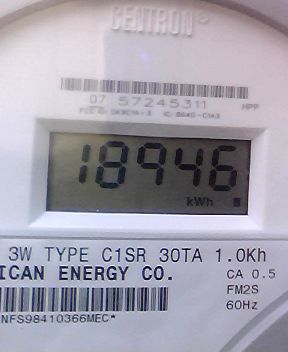 CENTRON
07 57245311 HPP
18946
kWh
3W TYPE C1SR 30TA 1.0Kh
ICAN ENERGY CO.
CA 0.5
FM2S
60Hz
NFS98410366MEC*